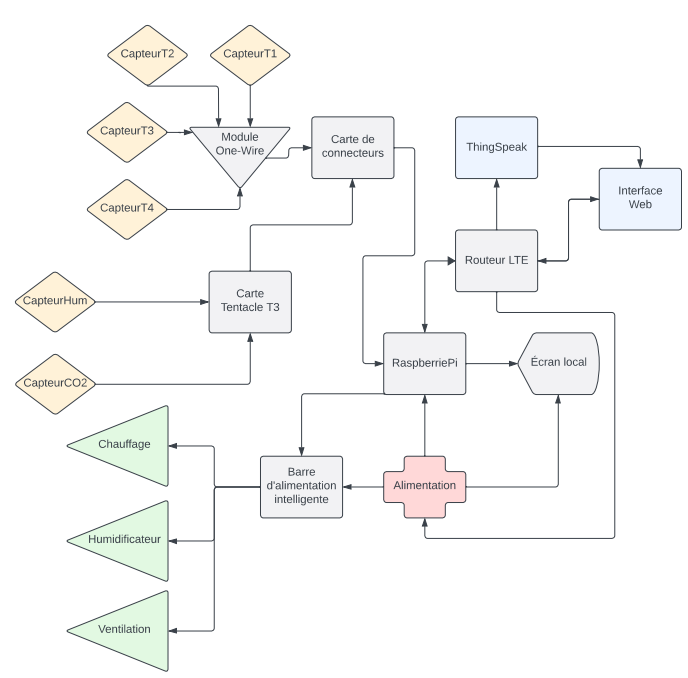 CapteurT2
CapteurT1
CapteurT3
Module
One-Wire
Carte de
connecteurs
ThingSpeak
Interface
Web
CapteurT4
Routeur LTE
CapteurHum
Carte
Tentacle T3
RaspberriePi
Écran local
CapteurCO2
Chauffage
Barre
d'alimentation
intelligente
Alimentation
Humidificateur
Ventilation